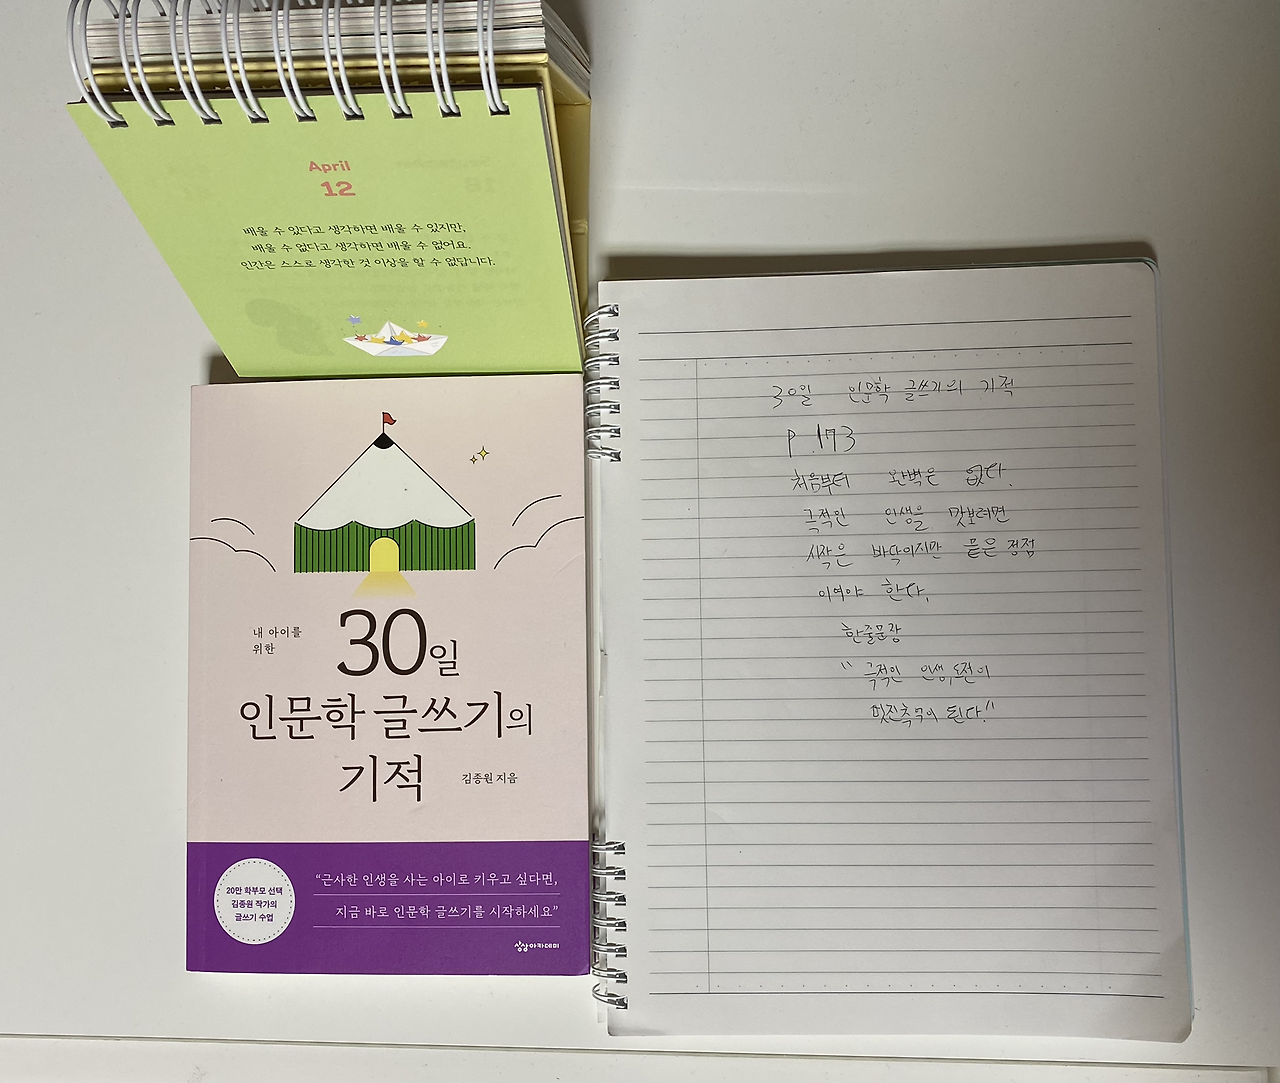 April
12
배울 수 있다고 생각하면 배울 수 있지만,
배울 수 없다고 생각하면 배울 수 없어요.
인간은 스스로 생각한 것 이상을 할 수 없답니다.
내 아이를
위한
30일
인문학 글쓰기의
기적
김종원 지음
20만 학부모 선택
김종원 작가의
글쓰기 수업
“근사한 인생을 사는 아이로 키우고 싶다면,
지금 바로 인문학 글쓰기를 시작하세요”
상상아카데미
30일 인문학 글쓰기의 기적
P.173
처음부터 완벽은 없다.
극적인 인생을 맛보려면
시작은 바닥이지만 끝은 정점
이여야 한다.
한줄문장
"극적인 인생, 도전이
멋진축복이 된다."